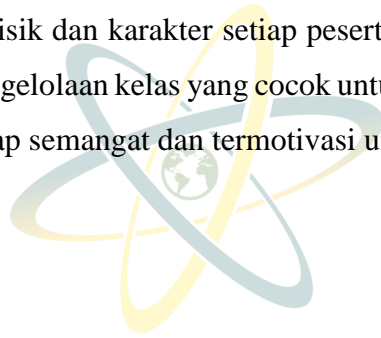 isik dan karakter setiap pesert
gelolaan kelas yang cocok untu
ap semangat dan termotivasi u